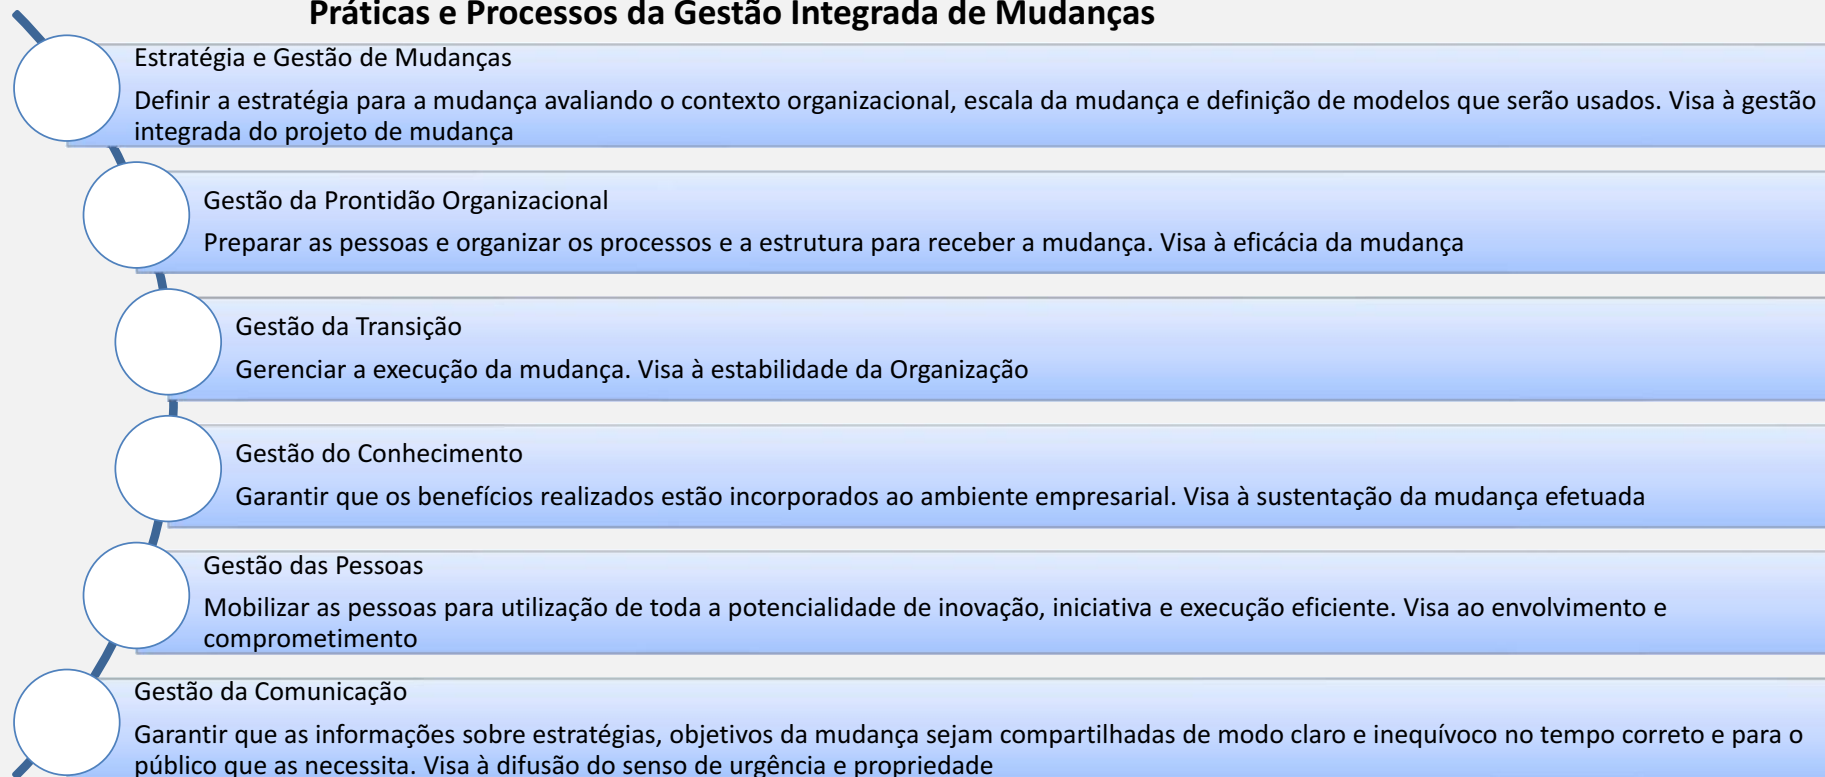 Práticas e Processos da Gestão Integrada de Mudanças
Estratégia e Gestão de Mudanças
Definir a estratégia para a mudança avaliando o contexto organizacional, escala da mudança e definição de modelos que serão usados. Visa à gestão
integrada do projeto de mudança
Gestão da Prontidão Organizacional
Preparar as pessoas e organizar os processos e a estrutura para receber a mudança. Visa à eficácia da mudança
Gestão da Transição
Gerenciar a execução da mudança. Visa à estabilidade da Organização
Gestão do Conhecimento
Garantir que os benefícios realizados estão incorporados ao ambiente empresarial. Visa à sustentação da mudança efetuada
Gestão das Pessoas
Mobilizar as pessoas para utilização de toda a potencialidade de inovação, iniciativa e execução eficiente. Visa ao envolvimento e
comprometimento
Gestão da Comunicação
Garantir que as informações sobre estratégias, objetivos da mudança sejam compartilhadas de modo claro e inequívoco no tempo correto e para o
público que as necessita. Visa à difusão do senso de urgência e propriedade